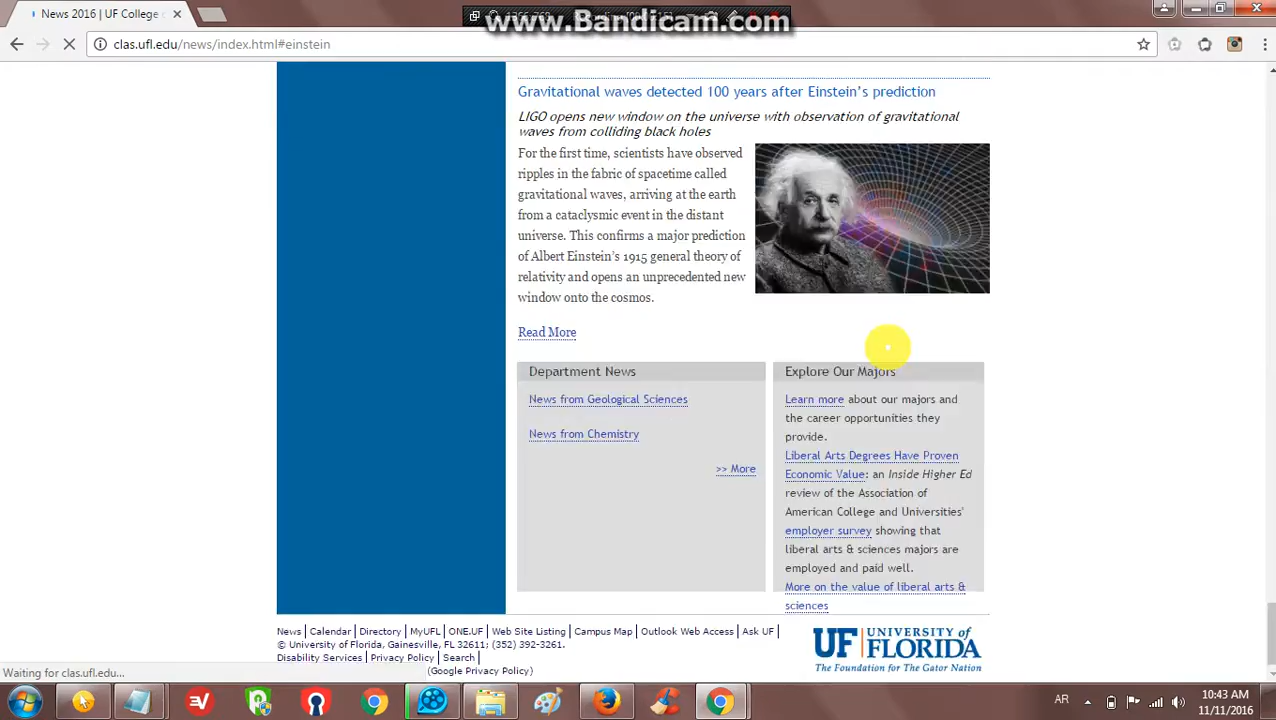 News 2016 | UF College
www.Bandicam.com
clas.ufl.edu/news/index.html#einstein
Gravitational waves detected 100 years after Einstein's prediction
LIGO opens new window on the universe with observation of gravitational
waves from colliding black holes
For the first time, scientists have observed
ripples in the fabric of spacetime called
gravitational waves, arriving at the earth
from a cataclysmic event in the distant
universe. This confirms a major prediction
of Albert Einstein's 1915 general theory of
relativity and opens an unprecedented new
window onto the cosmos.
Read More
Department News
News from Geological Sciences
News from Chemistry
>> More
Explore Our Majors
Learn more about our majors and
the career opportunities they
provide.
Liberal Arts Degrees Have Proven
Economic Value: an Inside Higher Ed
review of the Association of
American College and Universities'
employer survey showing that
liberal arts & sciences majors are
employed and paid well.
More on the value of liberal arts &
sciences
News | Calendar | Directory | MyUFL | ONE.UF | Web Site Listing | Campus Map | Outlook Web Access | Ask UF |
© University of Florida, Gainesville, FL 32611; (352) 392-3261.
Disability Services | Privacy Policy | Search |
(Google Privacy Policy)
UF UNIVERSITY of
FLORIDA
The Foundation for The Gator Nation
Waiting for clas.ufl.edu...
AR
10:43 AM
11/11/2016